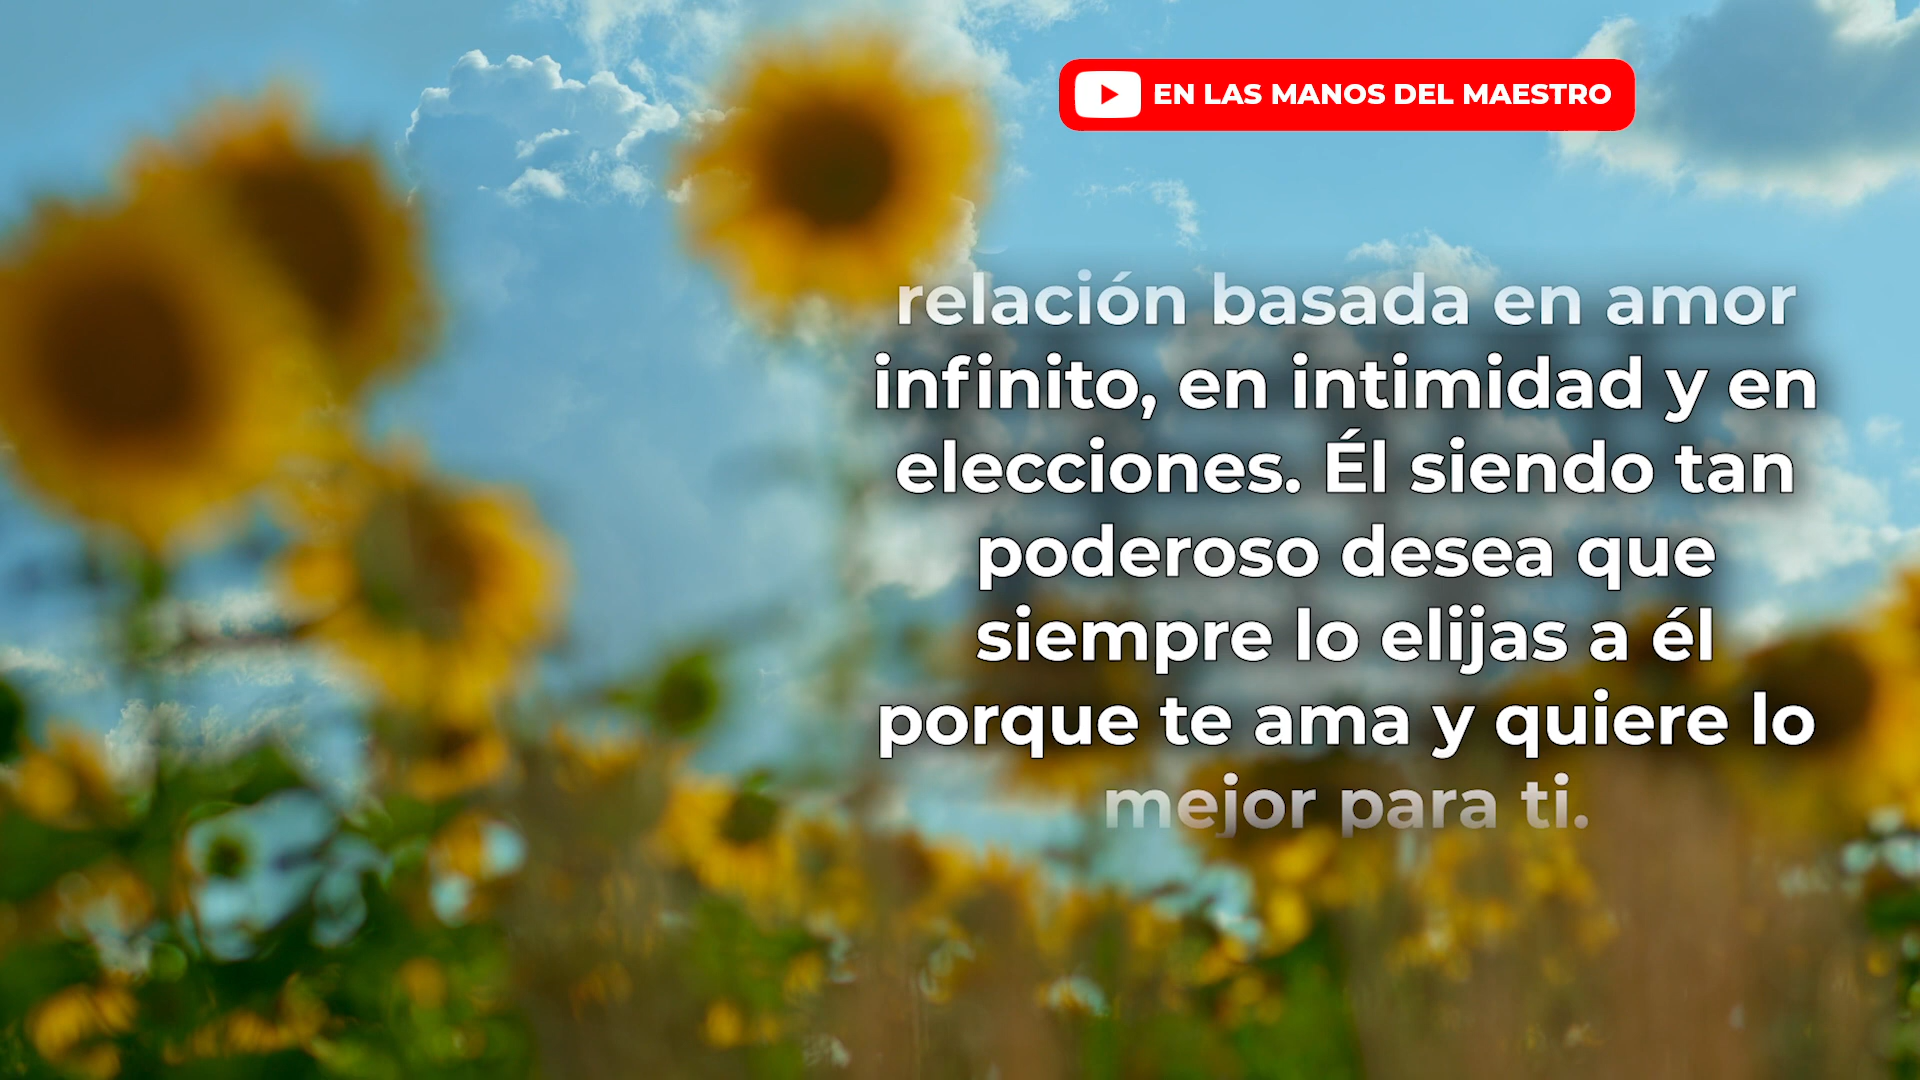 EN LAS MANOS DEL MAESTRO
relación basada en amor
infinito, en intimidad y en
elecciones. Él siendo tan
poderoso desea que
siempre lo elijas a él
porque te ama y quiere lo
mejor para ti.